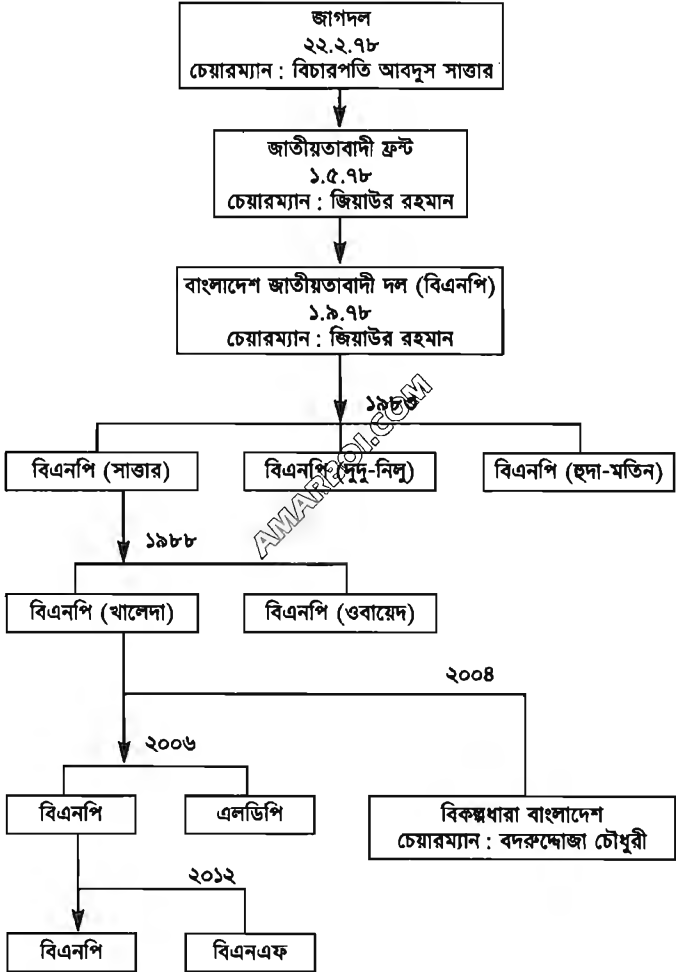 জাগদল
২২.২.৭৮
চেয়ারম্যান : বিচারপতি আবদুস সাত্তার
জাতীয়তাবাদী ফ্রন্ট
১.৫.৭৮
চেয়ারম্যান : জিয়াউর রহমান
বাংলাদেশ জাতীয়তাবাদী দল (বিএনপি)
১.৯.৭৮
চেয়ারম্যান : জিয়াউর রহমান
বিএনপি (সাত্তার)
বিএনপি (দুদু-নিলু)
বিএনপি (হুদা-মতিন)
AMARBOI.COM
১৯৮৮
বিএনপি (খালেদা)
বিএনপি (ওবায়েদ)
২০০৪
২০০৬
বিএনপি
এলডিপি
বিকল্পধারা বাংলাদেশ
চেয়ারম্যান : বদরুদ্দোজা চৌধুরী
২০১২
বিএনপি
বিএনএফ